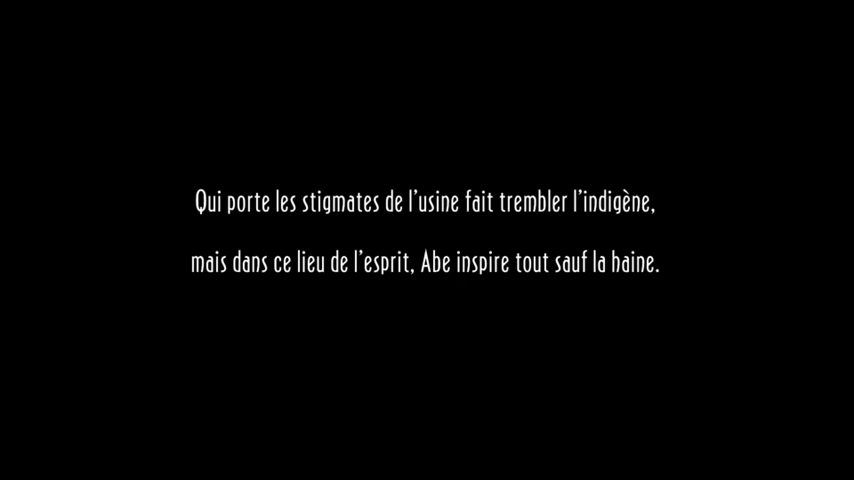 Qui porte les stigmates de l'usine fait trembler l'indigène,
mais dans ce lieu de l'esprit, Abe inspire tout sauf la haine.